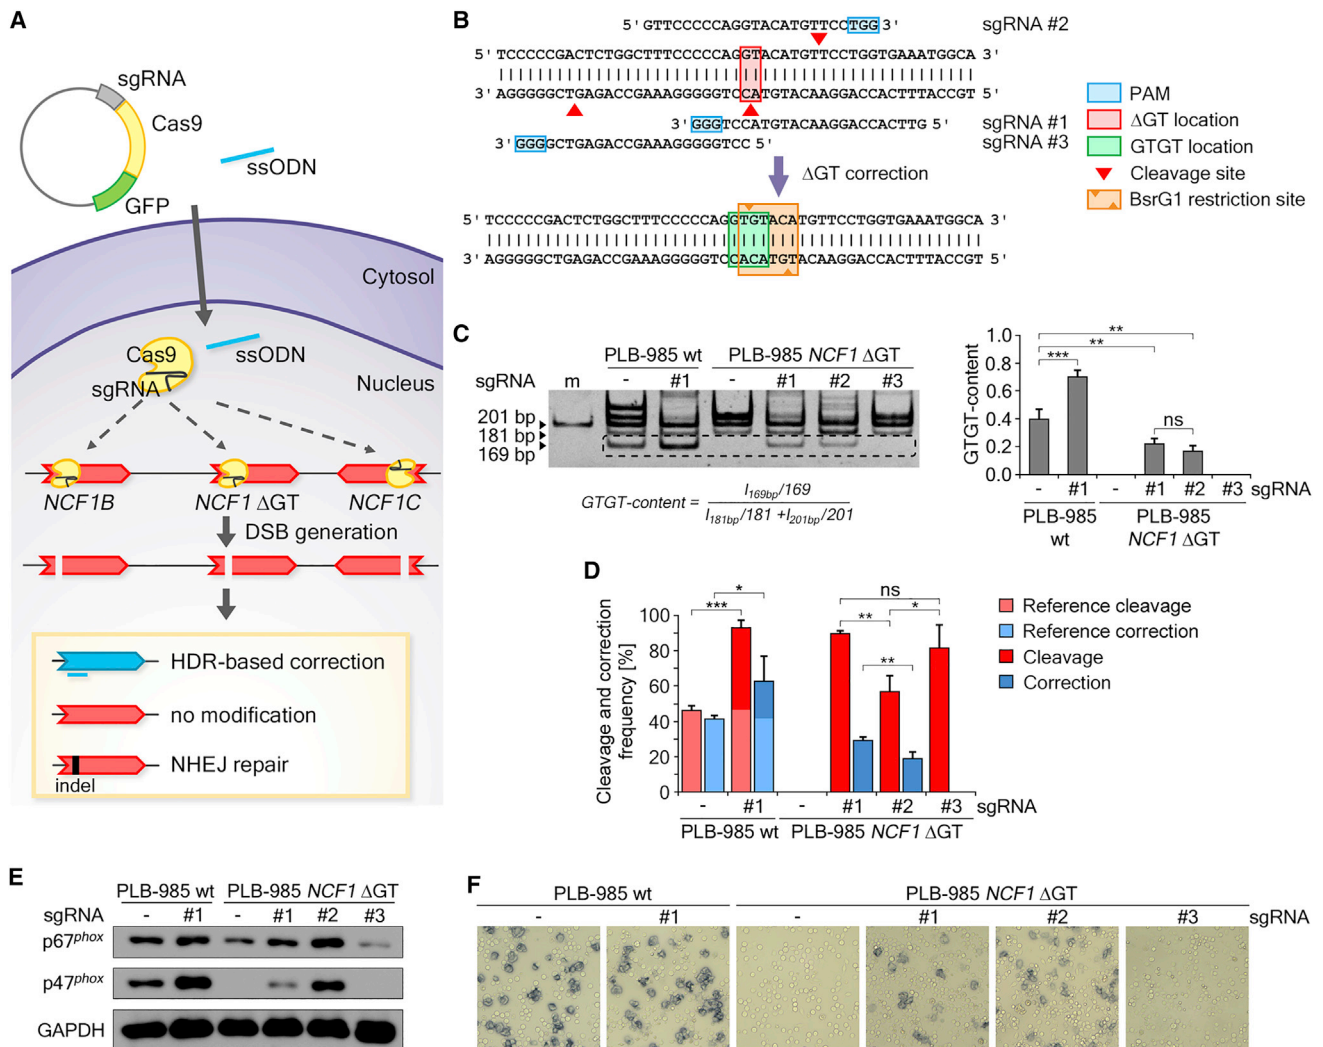 A
sgRNA
Cas9
ssODN
GFP
Cytosol
Cas9
ssODN
sgRNA
Nucleus
NCF1B
NCF1 ΔGT
NCF1C
DSB generation
HDR-based correction
no modification
NHEJ repair
indel
B
5' GTTCCCCCAGGTACATGTTCCTGG 3' sgRNA #2
5' TCCCCCGACTCTGGCTTTCCCCCAGGTACATGTTCCTGGTGAAATGGCA 3'
3' AGGGGGCTGAGACCGAAAGGGGGTCCCATGTACAAGGACCACTTTACCGT 5'
3' GGGTCCATGTACAAGGACCACTTG 5' sgRNA #1
3' GGGGCTGAGACCGAAAGGGGGTCC 5' sgRNA #3
ΔGT correction
5' TCCCCCGACTCTGGCTTTCCCCCAGGTGTACATGTTCCTGGTGAAATGGCA 3'
3' AGGGGGCTGAGACCGAAAGGGGGTCCACATGTACAAGGACCACTTTACCGT 5'
PAM
ΔGT location
GTGT location
Cleavage site
BsrG1 restriction site
C
PLB-985 wt PLB-985 NCF1 ΔGT
sgRNA m - #1 - #1 #2 #3
201 bp
181 bp
169 bp
GTGT-content = I169bp/169
I181bp/181 +I201bp/201
GTGT-content
1.0
0.8
0.6
0.4
0.2
0.0
**
**
***
ns
- #1 - #1 #2 #3 sgRNA
PLB-985 wt
PLB-985 NCF1 ΔGT
D
Cleavage and correction frequency [%]
100
80
60
40
20
0
*
***
ns
**
*
**
- #1 - #1 #2 #3 sgRNA
PLB-985 wt PLB-985 NCF1 ΔGT
Reference cleavage
Reference correction
Cleavage
Correction
E
PLB-985 wt PLB-985 NCF1 ΔGT
sgRNA - #1 - #1 #2 #3
p67phox
p47phox
GAPDH
F
PLB-985 wt PLB-985 NCF1 ΔGT
- #1 - #1 #2 #3 sgRNA